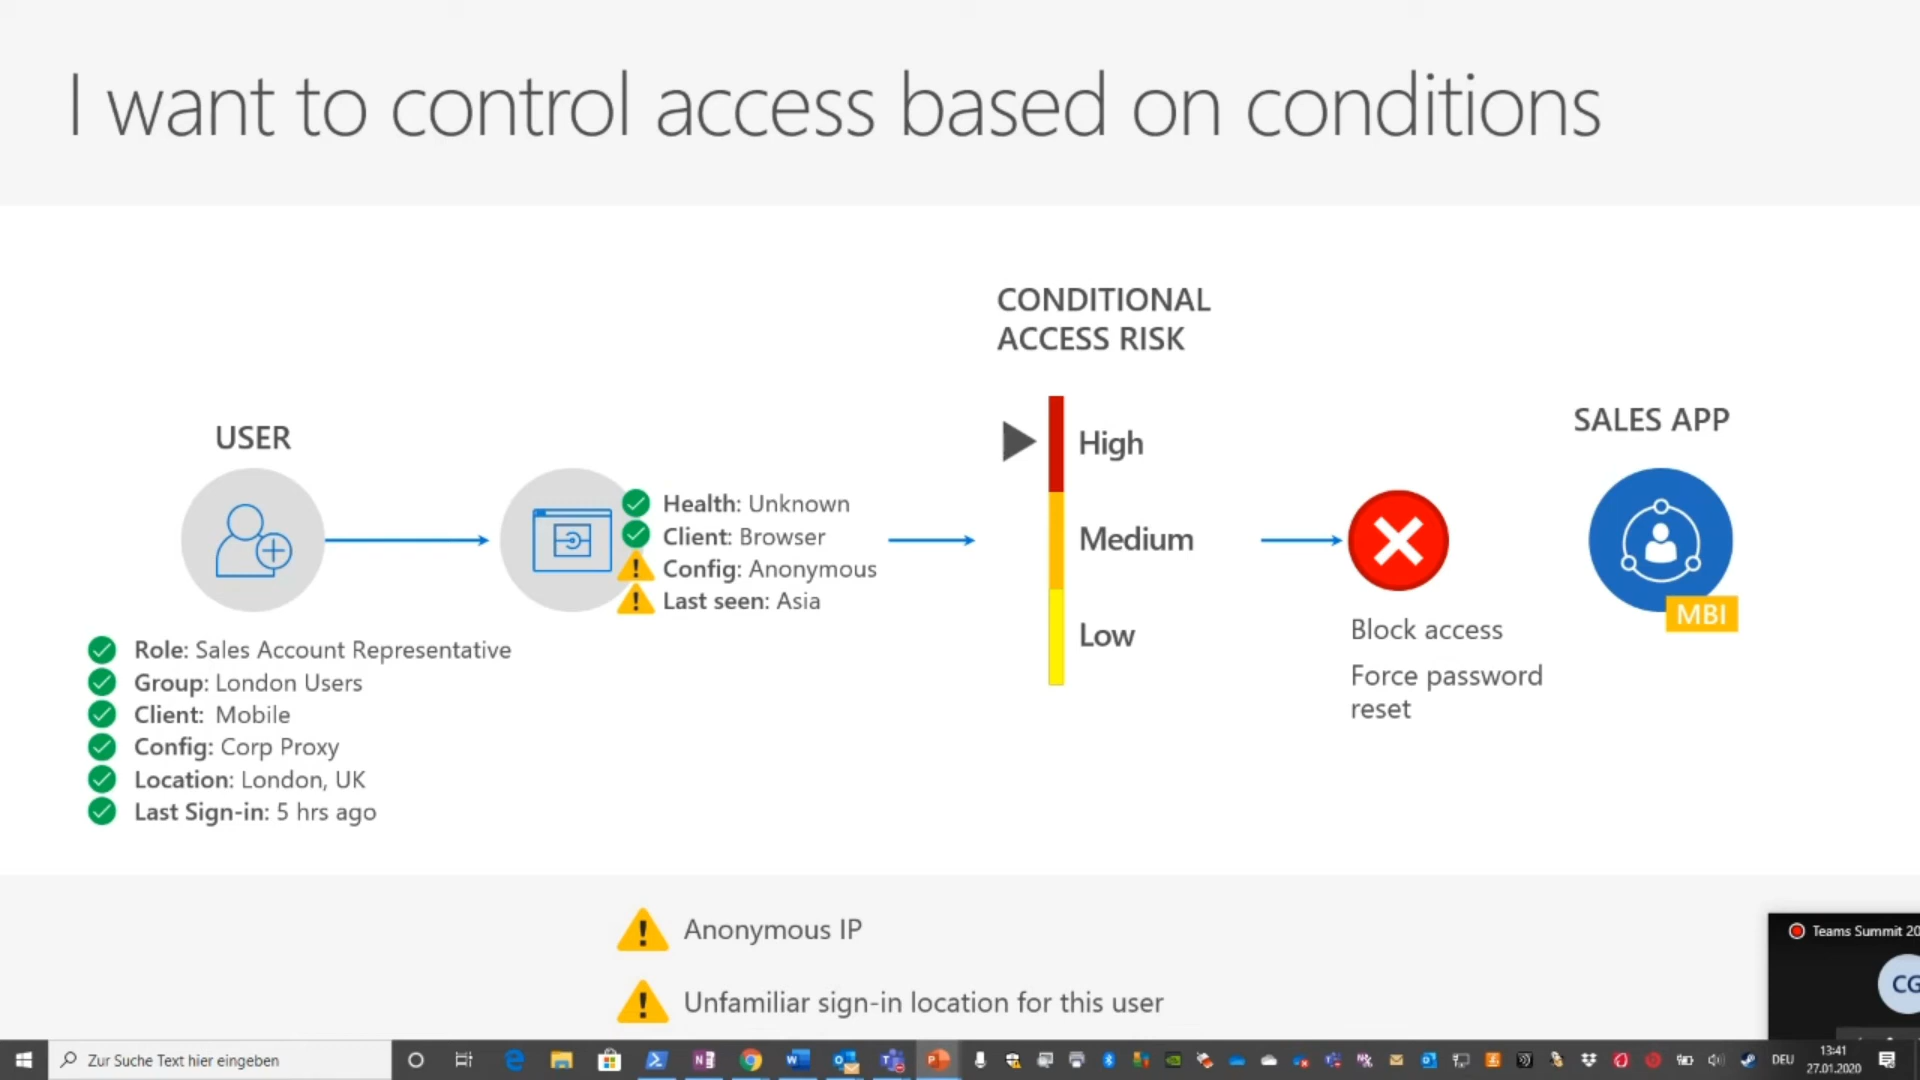 I want to control access based on conditions
CONDITIONAL
ACCESS RISK
USER
SALES APP
High
Medium
Low
Health: Unknown
Client: Browser
Config: Anonymous
Last seen: Asia
MBI
Role: Sales Account Representative
Group: London Users
Client: Mobile
Config: Corp Proxy
Location: London, UK
Last Sign-in: 5 hrs ago
Block access
Force password
reset
Anonymous IP
Unfamiliar sign-in location for this user
Teams Summit 20
CG
Zur Suche Text hier eingeben
DEU
13:41
27.01.2020